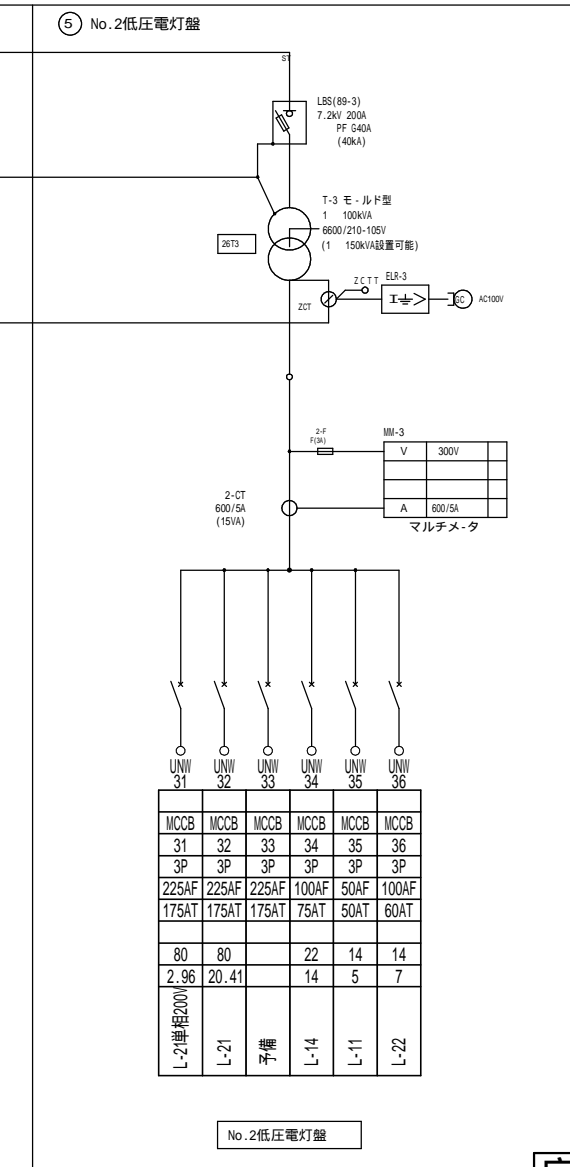 ⑤ No.2低圧電灯盤
ST
LBS(89-3)
7.2kV 200A
PF G40A
(40kA)
T-3 モ-ルド型
1 100kVA
6600/210-105V
(1 150kVA設置可能)
26T3
ZCTT ELR-3
ZCT
I
GC AC100V
2-F
F(3A)
MM-3
V 300V
A 600/5A
マルチメ-タ
2-CT
600/5A
(15VA)
UNW UNW UNW UNW UNW UNW
31 32 33 34 35 36
MCCB MCCB MCCB MCCB MCCB MCCB
31 32 33 34 35 36
3P 3P 3P 3P 3P 3P
225AF 225AF 225AF 100AF 50AF 100AF
175AT 175AT 175AT 75AT 50AT 60AT
80 80 22 14 14
2.96 20.41 14 5 7
L-21単相200V L-21 予備 L-14 L-11 L-22
No.2低圧電灯盤